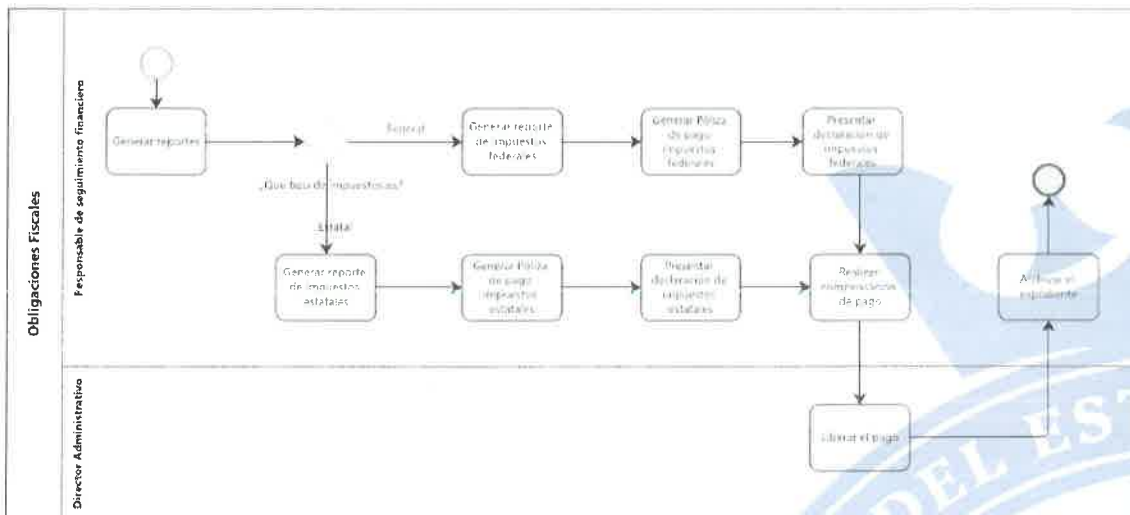 Obligaciones Fiscales
Responsable de seguimiento financiero
Generar reportes
Federal
Generar reporte
de impuestos
federales
Generar Póliza
de pago
impuestos
federales
Presentar
declaración de
impuestos
federales
¿Que tipo de impuestos es?
Estatal
Generar reporte
de impuestos
estatales
Generar Póliza
de pago
impuestos
estatales
Presentar
declaración de
impuestos
estatales
Realizar
de pago
Archivar el
expediente
Director Administrativo
Liberar el pago
DEL EST